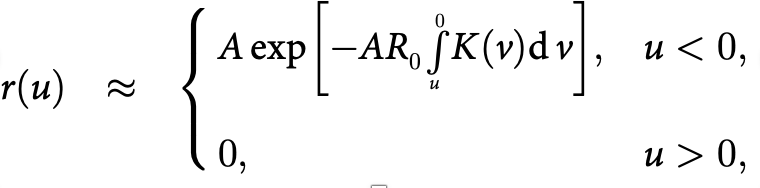 r(u) ≈ { A exp[−AR₀ ∫ᵤ⁰ K(v)d v], u < 0,
0, u > 0,